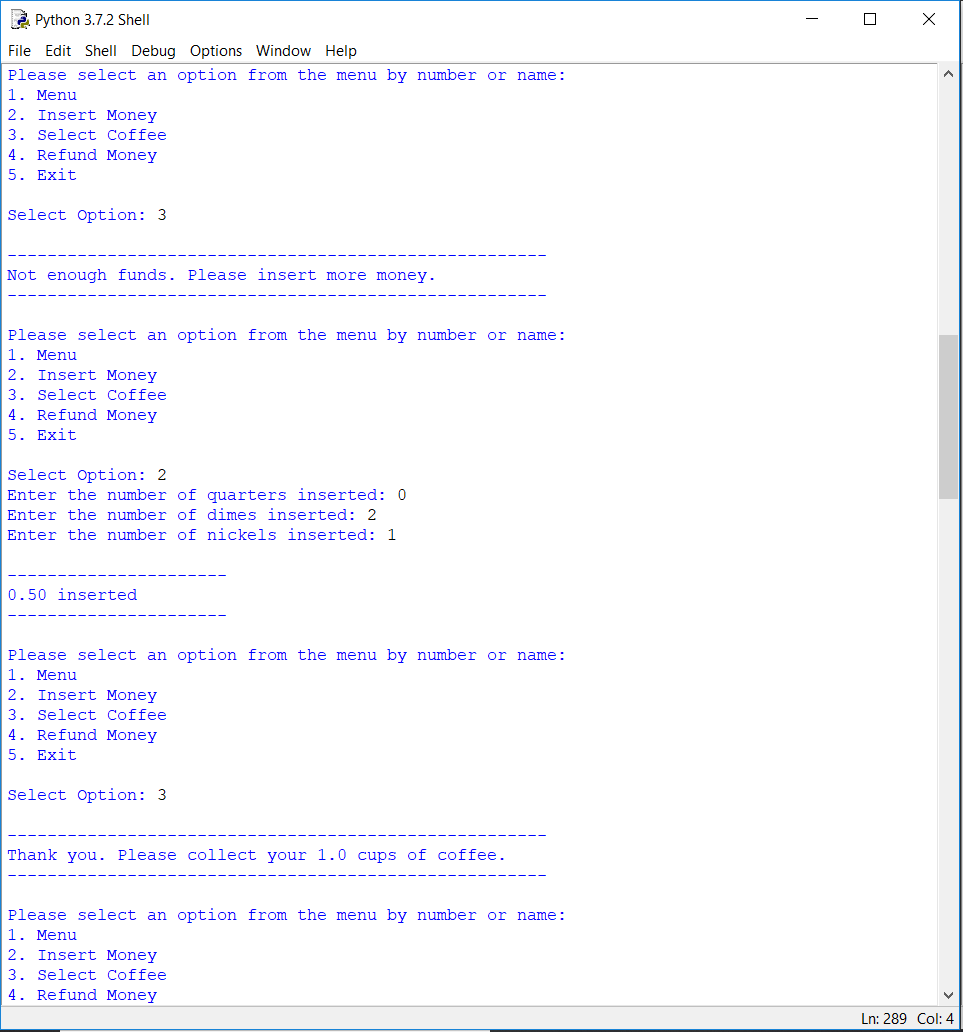 Python 3.7.2 Shell
File Edit Shell Debug Options Window Help
Please select an option from the menu by number or name:
1. Menu
2. Insert Money
3. Select Coffee
4. Refund Money
5. Exit
Select Option: 3
------------------------------------------------------
Not enough funds. Please insert more money.
------------------------------------------------------
Please select an option from the menu by number or name:
1. Menu
2. Insert Money
3. Select Coffee
4. Refund Money
5. Exit
Select Option: 2
Enter the number of quarters inserted: 0
Enter the number of dimes inserted: 2
Enter the number of nickels inserted: 1
----------------------
0.50 inserted
----------------------
Please select an option from the menu by number or name:
1. Menu
2. Insert Money
3. Select Coffee
4. Refund Money
5. Exit
Select Option: 3
------------------------------------------------------
Thank you. Please collect your 1.0 cups of coffee.
------------------------------------------------------
Please select an option from the menu by number or name:
1. Menu
2. Insert Money
3. Select Coffee
4. Refund Money
Ln: 289 Col: 4